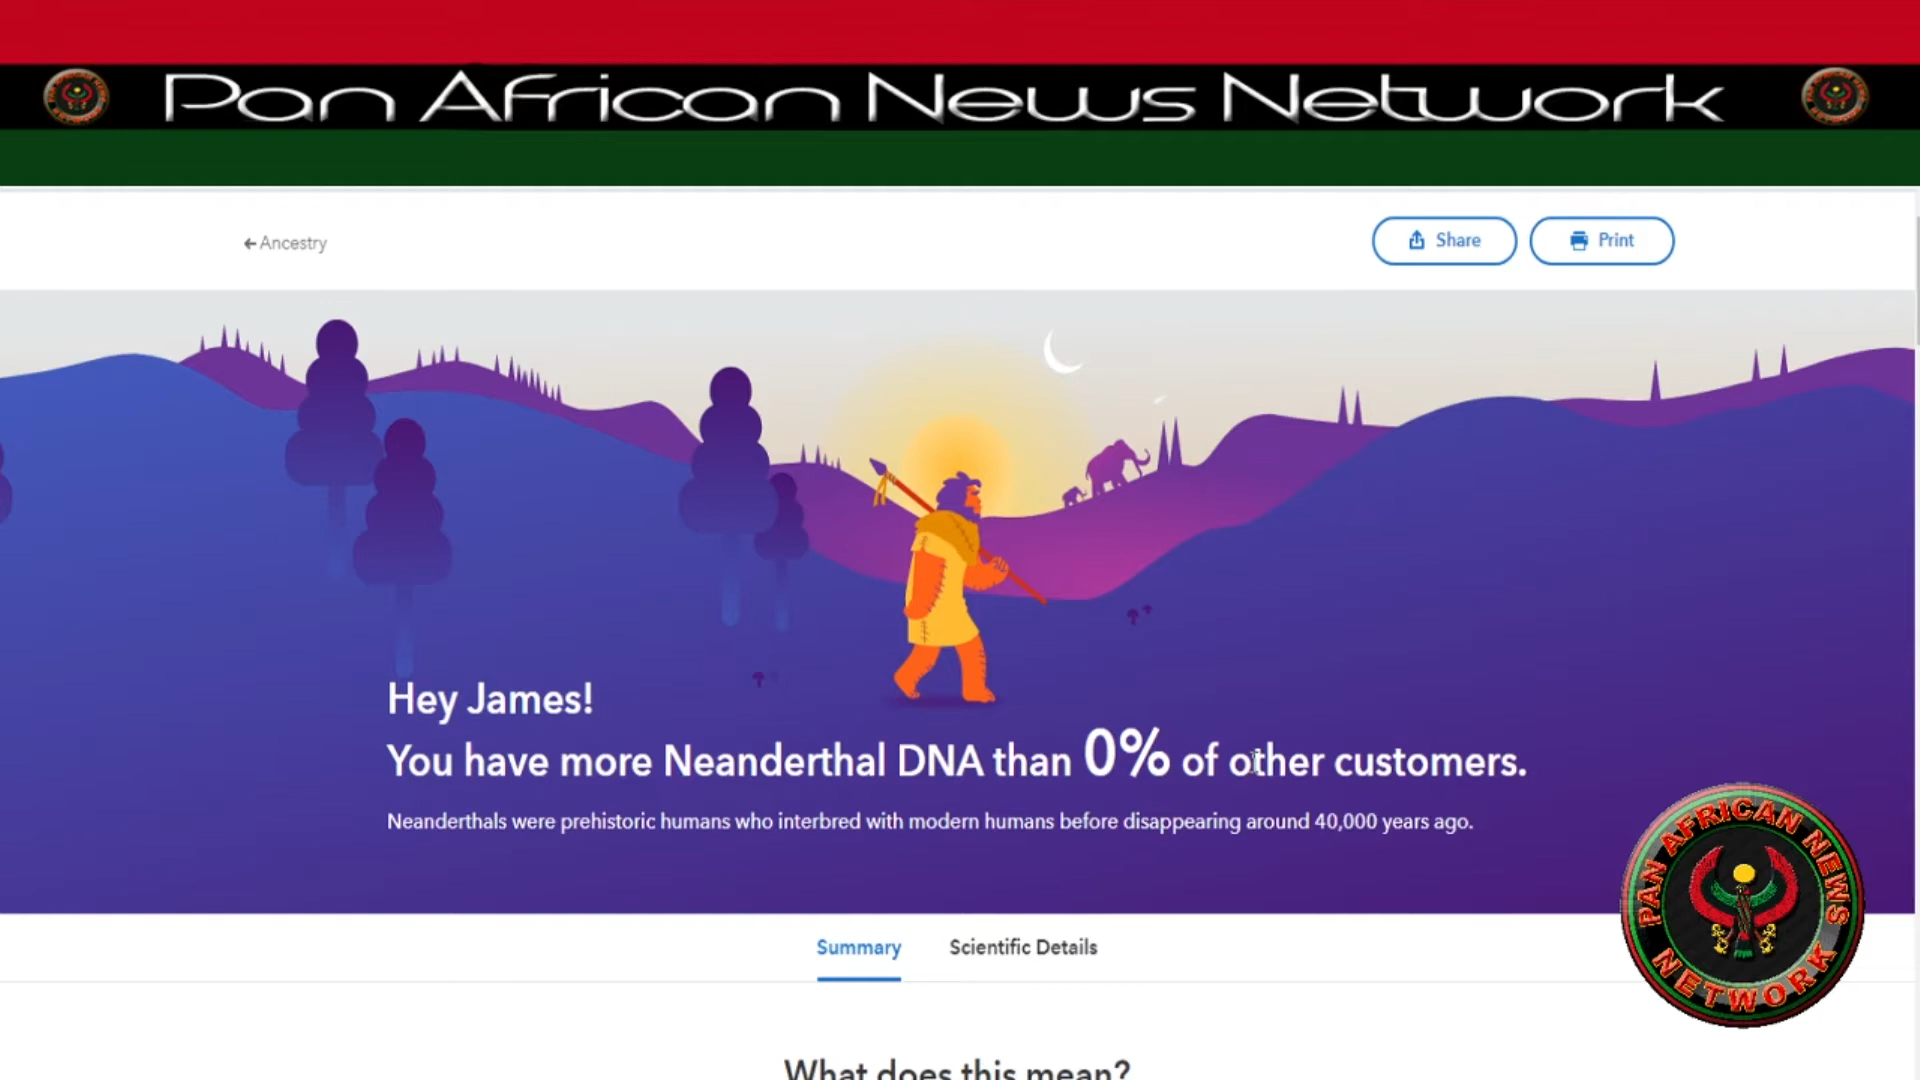 Pan African News Network
Ancestry
Share
Print
Hey James!
You have more Neanderthal DNA than 0% of other customers.
Neanderthals were prehistoric humans who interbred with modern humans before disappearing around 40,000 years ago.
PAN AFRICAN NEWS
NETWORK
Summary
Scientific Details
What does this mean?